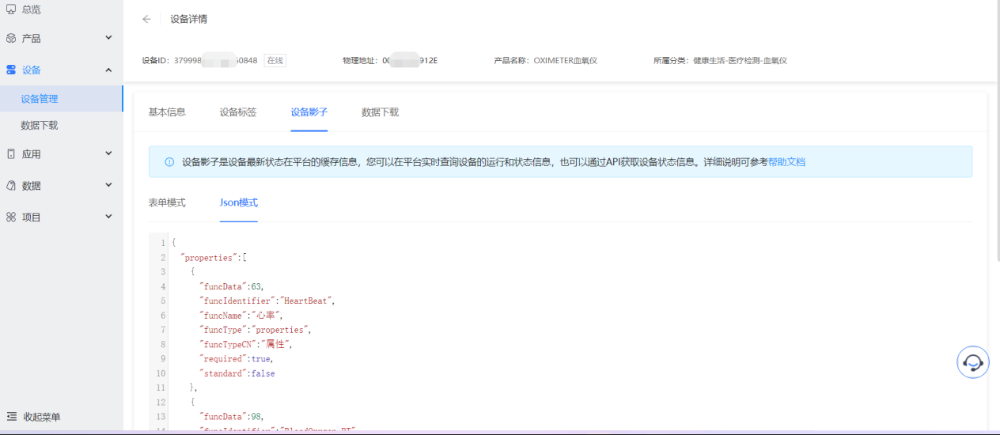 总览
产品
设备
设备管理
数据下载
应用
数据
项目
收起菜单
设备详情
设备ID： 379998 60848 在线 物理地址： 00 912E 产品名称： OXIMETER血氧仪 所属分类： 健康生活-医疗检测-血氧仪
基本信息 设备标签 设备影子 数据下载
设备影子是设备最新状态在平台的缓存信息，您可以在平台实时查询设备的运行和状态信息，也可以通过API获取设备状态信息。详细说明可参考帮助文档
表单模式 Json模式
1 {
2 "properties":[
3 {
4 "funcData":63,
5 "funcIdentifier":"HeartBeat",
6 "funcName":"心率",
7 "funcType":"properties",
8 "funcTypeCN":"属性",
9 "required":true,
10 "standard":false
11 },
12 {
13 "funcData":98,
14 "funcIdentifier":"BloodOxygen_BT"